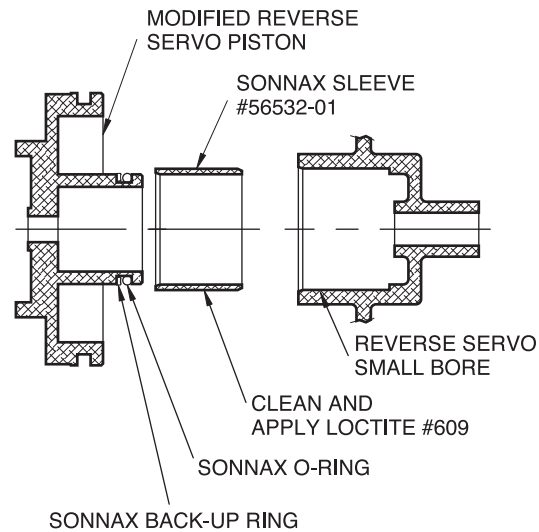 MODIFIED REVERSE
SERVO PISTON
SONNAX SLEEVE
#56532-01
REVERSE SERVO
SMALL BORE
CLEAN AND
APPLY LOCTITE #609
SONNAX O-RING
SONNAX BACK-UP RING